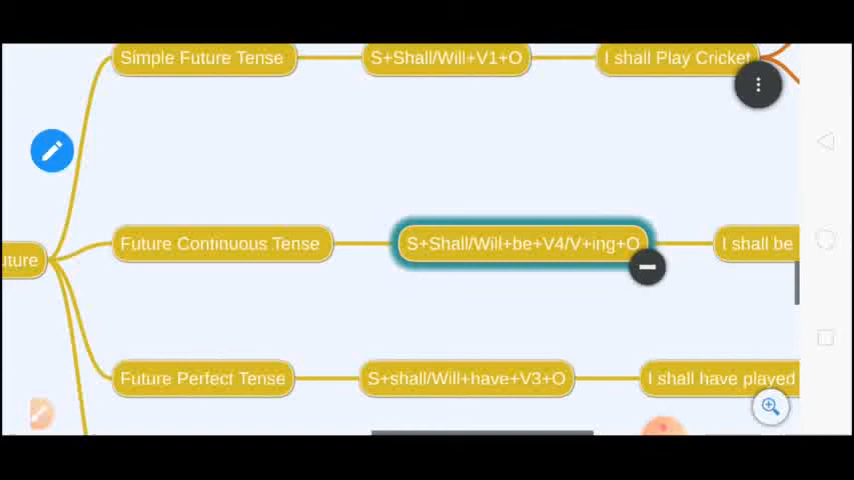 Simple Future Tense S+Shall/Will+V1+O I shall Play Cricket
Future Continuous Tense S+Shall/Will+be+V4/V+ing+O I shall be
uture
Future Perfect Tense S+shall/Will+have+V3+O I shall have played